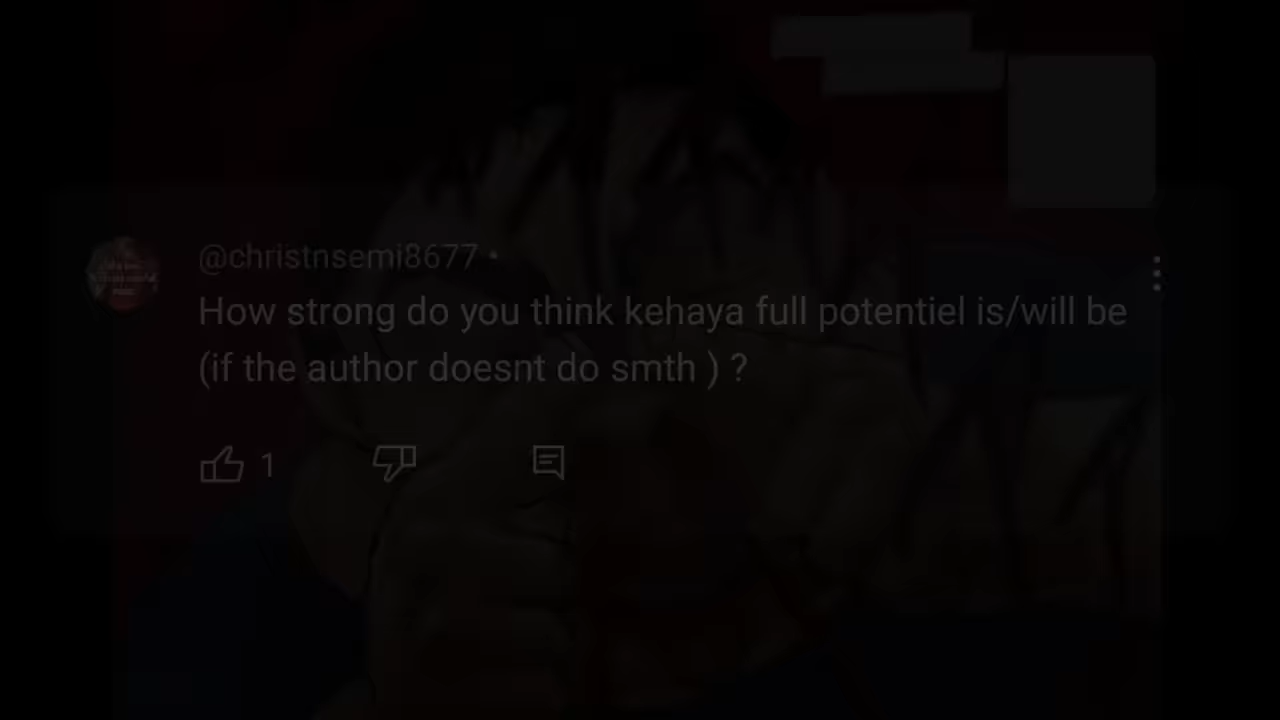 @christnsemi8677 •
How strong do you think kehaya full potentiel is/will be
(if the author doesnt do smth ) ?
1